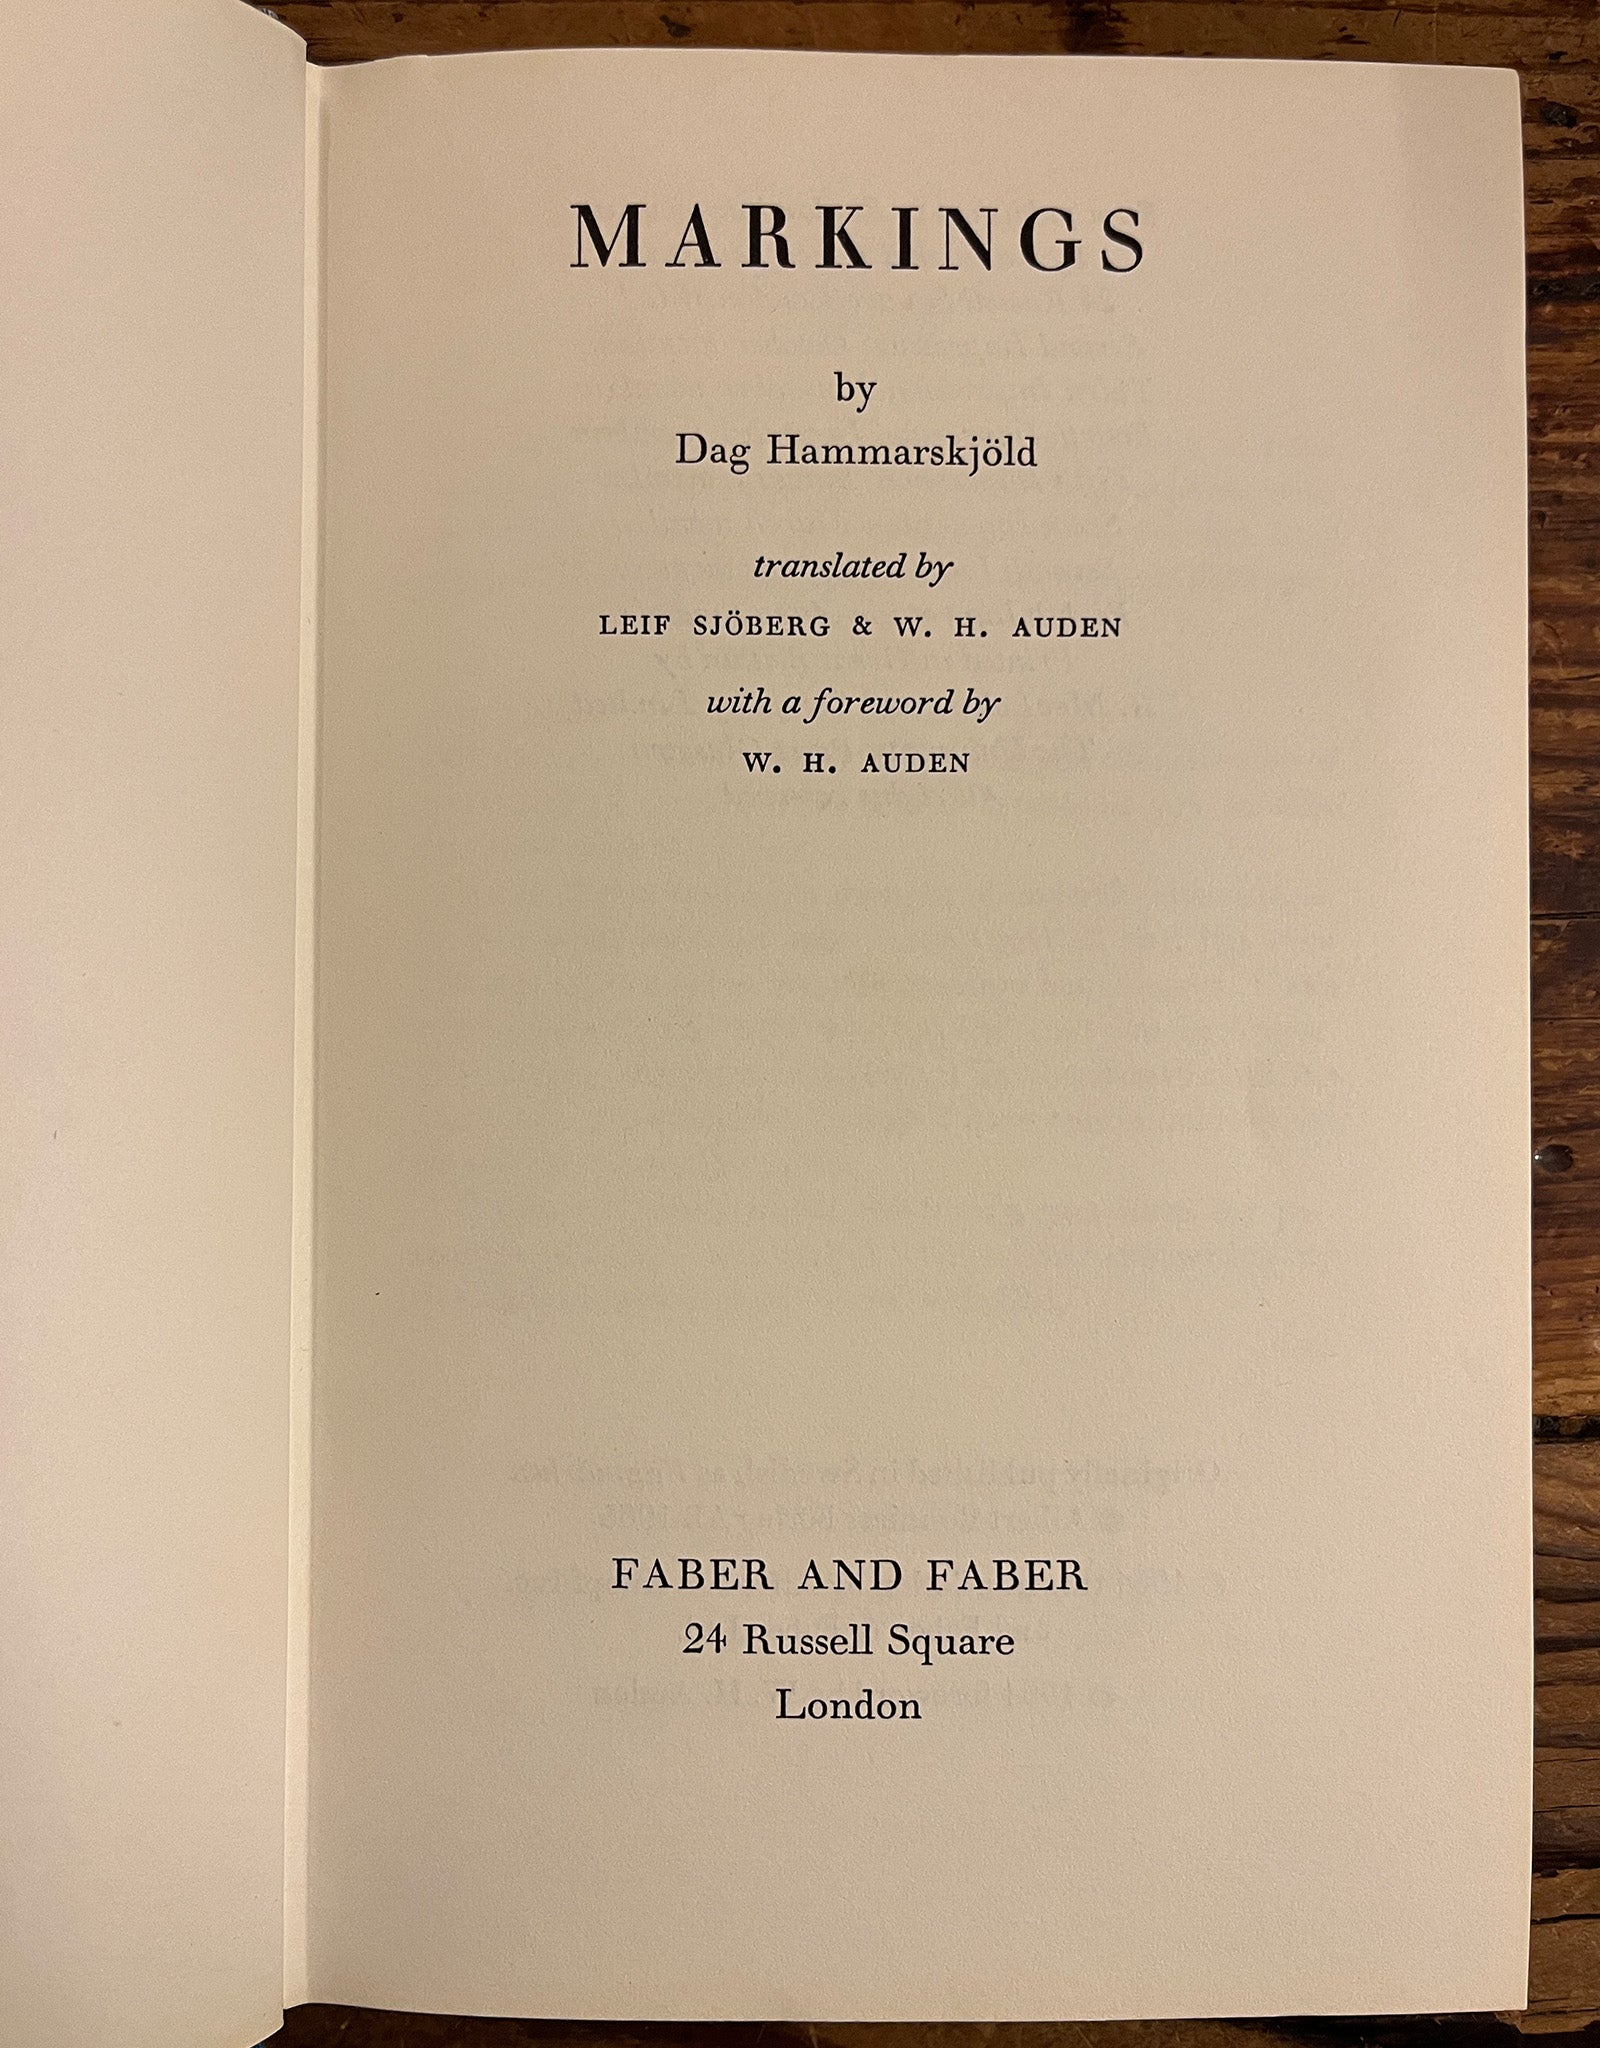 MARKINGS
by
Dag Hammarskjöld
translated by
LEIF SJÖBERG & W. H. AUDEN
with a foreword by
W. H. AUDEN
FABER AND FABER
24 Russell Square
London